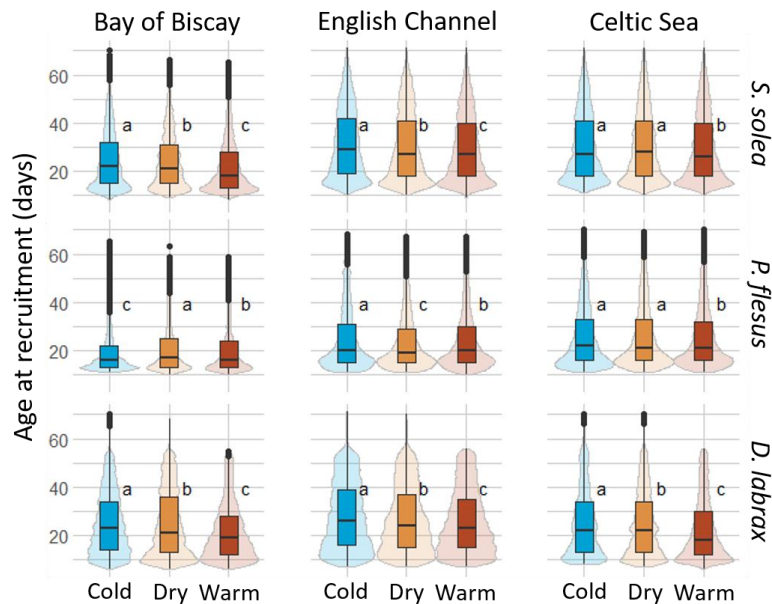 Bay of Biscay English Channel Celtic Sea
Age at recruitment (days)
60
40
20
a b c
a b b
a a b
S. solea
60
40
20
c a b
a c b
a a b
P. flesus
60
40
20
a b c
a b c
a b c
D. labrax
Cold Dry Warm Cold Dry Warm Cold Dry Warm